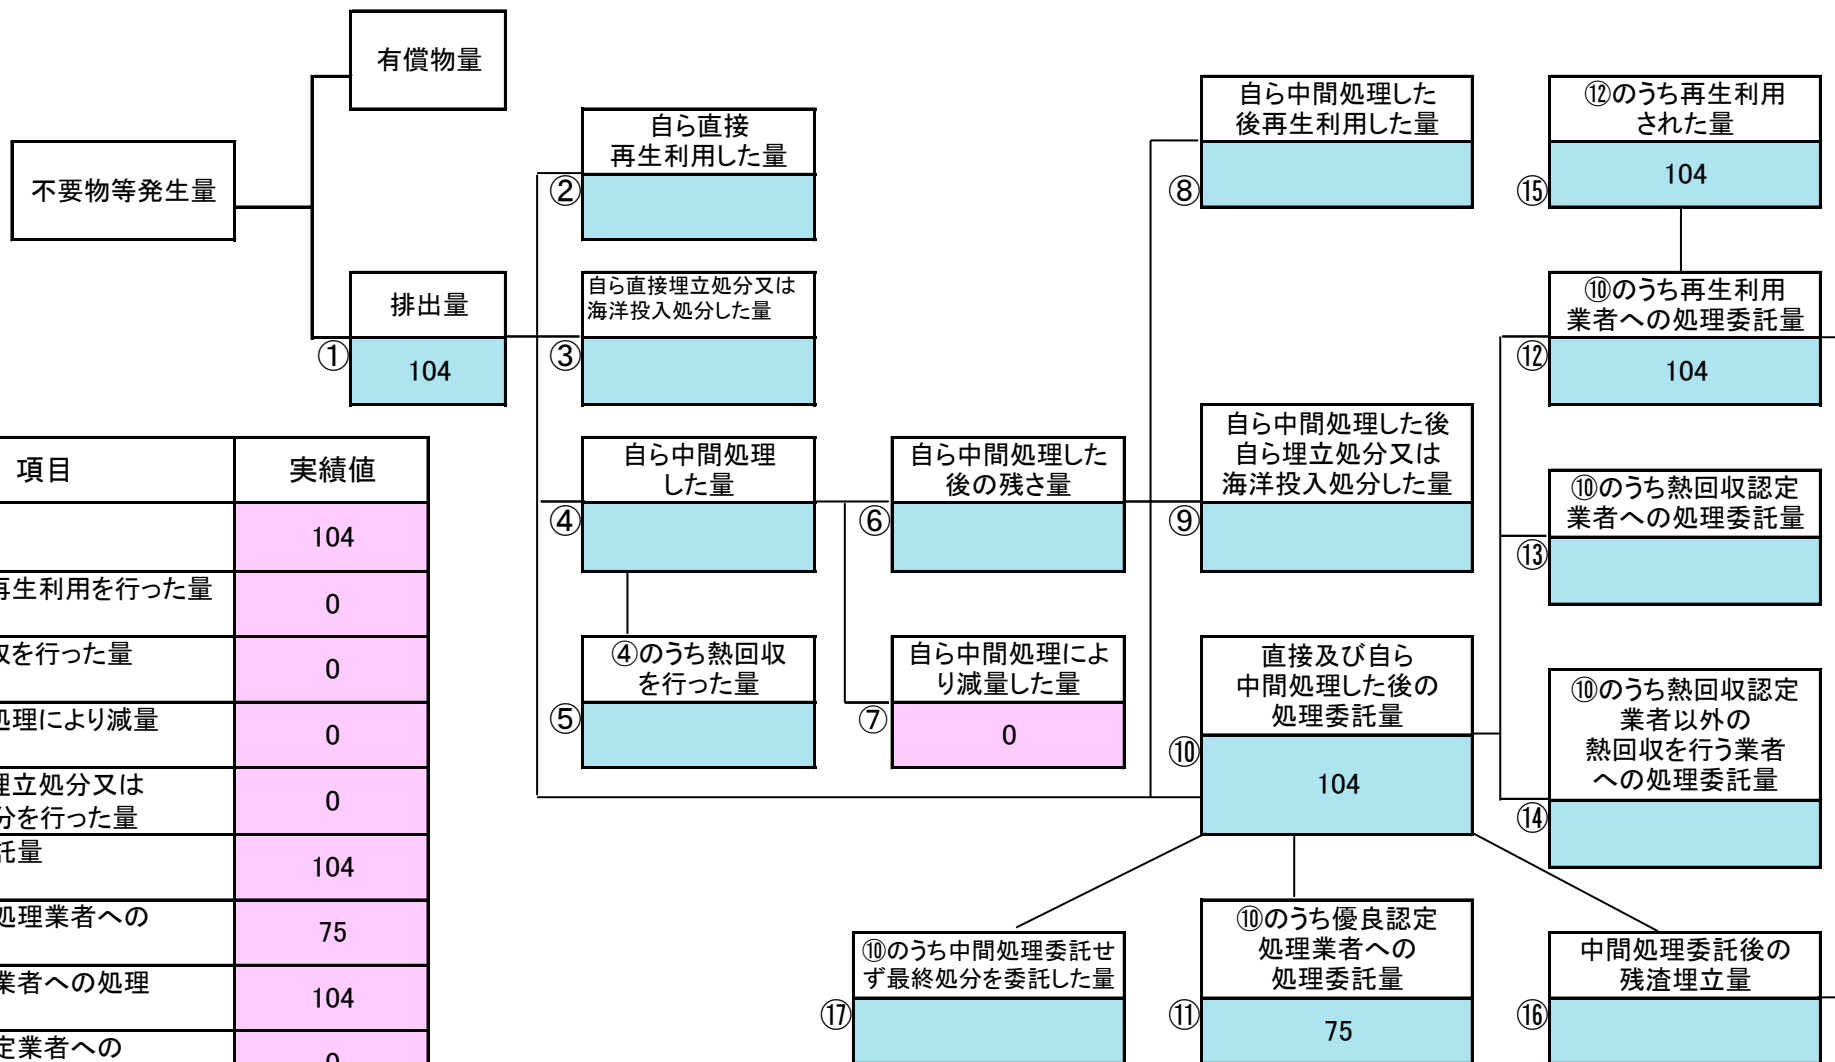 有償物量
不要物等発生量
排出量
①
104
自ら直接
再生利用した量
②
自ら直接埋立処分又は
海洋投入処分した量
③
自ら中間処理
した量
④
④のうち熱回収
を行った量
⑤
自ら中間処理した
後の残さ量
⑥
自ら中間処理によ
り減量した量
⑦
0
自ら中間処理した
後再生利用した量
⑧
自ら中間処理した後
自ら埋立処分又は
海洋投入処分した量
⑨
直接及び自ら
中間処理した後の
処理委託量
⑩
104
⑫のうち再生利用
された量
⑮
104
⑩のうち再生利用
業者への処理委託量
⑫
104
⑩のうち熱回収認定
業者への処理委託量
⑬
⑩のうち熱回収認定
業者以外の
熱回収を行う業者
への処理委託量
⑭
⑩のうち中間処理委託せ
ず最終処分を委託した量
⑰
⑩のうち優良認定
処理業者への
処理委託量
⑪
75
中間処理委託後の
残渣埋立量
⑯
項目 実績値
104
再生利用を行った量 0
を行った量 0
処理により減量 0
埋立処分又は
を行った量 0
託量 104
処理業者への 75
業者への処理 104
定業者への